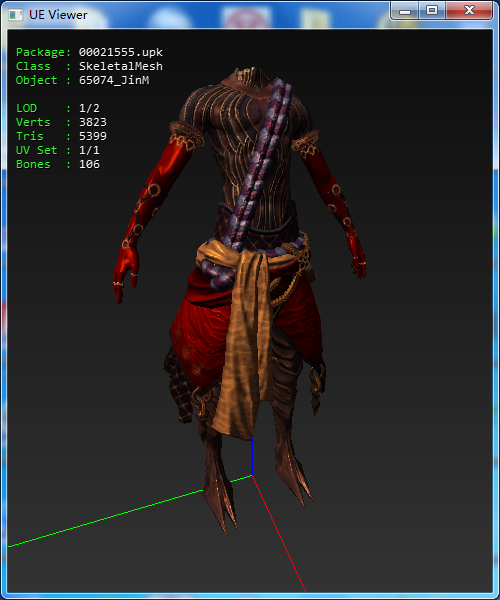 UE Viewer
Package: 00021555.upk
Class : SkeletalMesh
Object : 65074_JinM
LOD : 1/2
Verts : 3823
Tris : 5399
UV Set : 1/1
Bones : 106